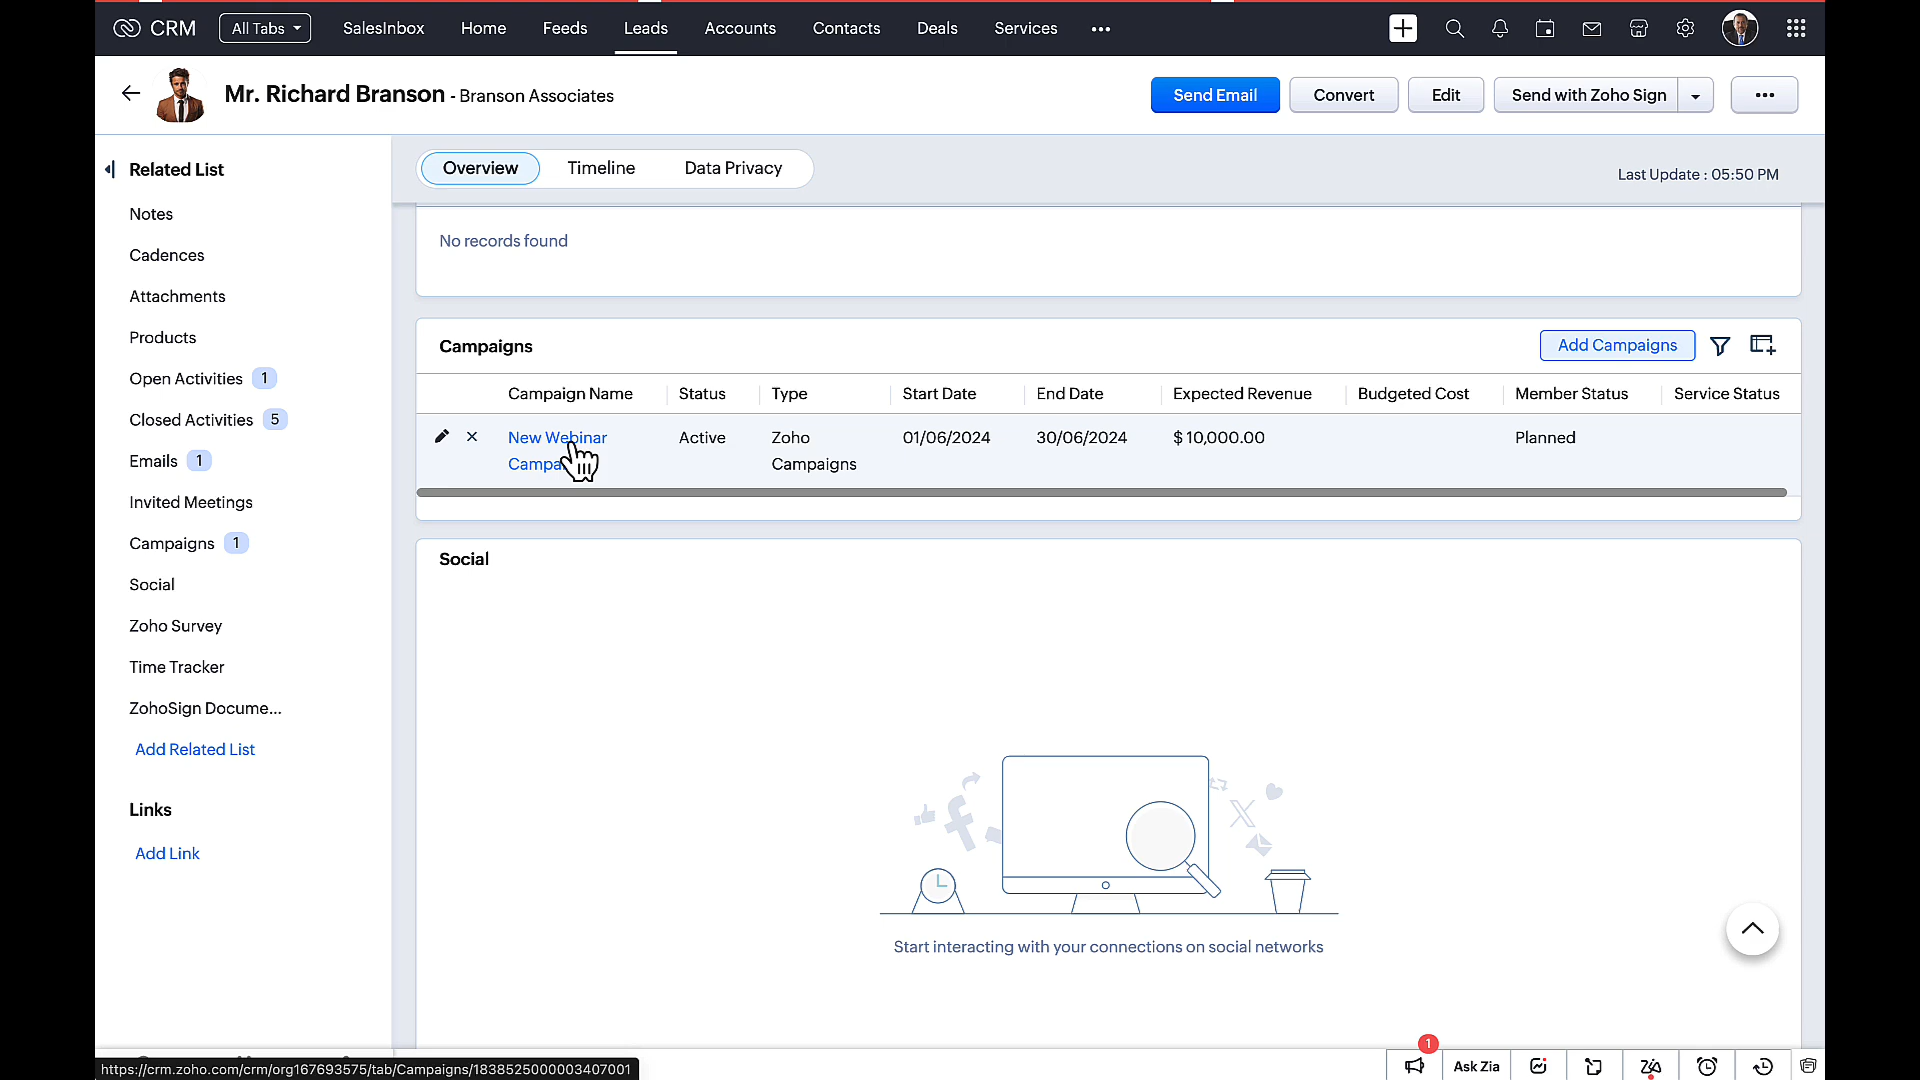 CRM
All Tabs
SalesInbox
Home
Feeds
Leads
Accounts
Contacts
Deals
Services
Mr. Richard Branson - Branson Associates
Send Email
Convert
Edit
Send with Zoho Sign
Related List
Notes
Cadences
Attachments
Products
Open Activities 1
Closed Activities 5
Emails 1
Invited Meetings
Campaigns 1
Social
Zoho Survey
Time Tracker
ZohoSign Docume...
Add Related List
Links
Add Link
Overview
Timeline
Data Privacy
Last Update : 05:50 PM
No records found
Campaigns
Add Campaigns
Campaign Name Status Type Start Date End Date Expected Revenue Budgeted Cost Member Status Service Status
New Webinar Active Zoho 01/06/2024 30/06/2024 $ 10,000.00 Planned
Campaigns
Social
Start interacting with your connections on social networks
1
Ask Zia
https://crm.zoho.com/crm/org167693575/tab/Campaigns/1838525000003407001